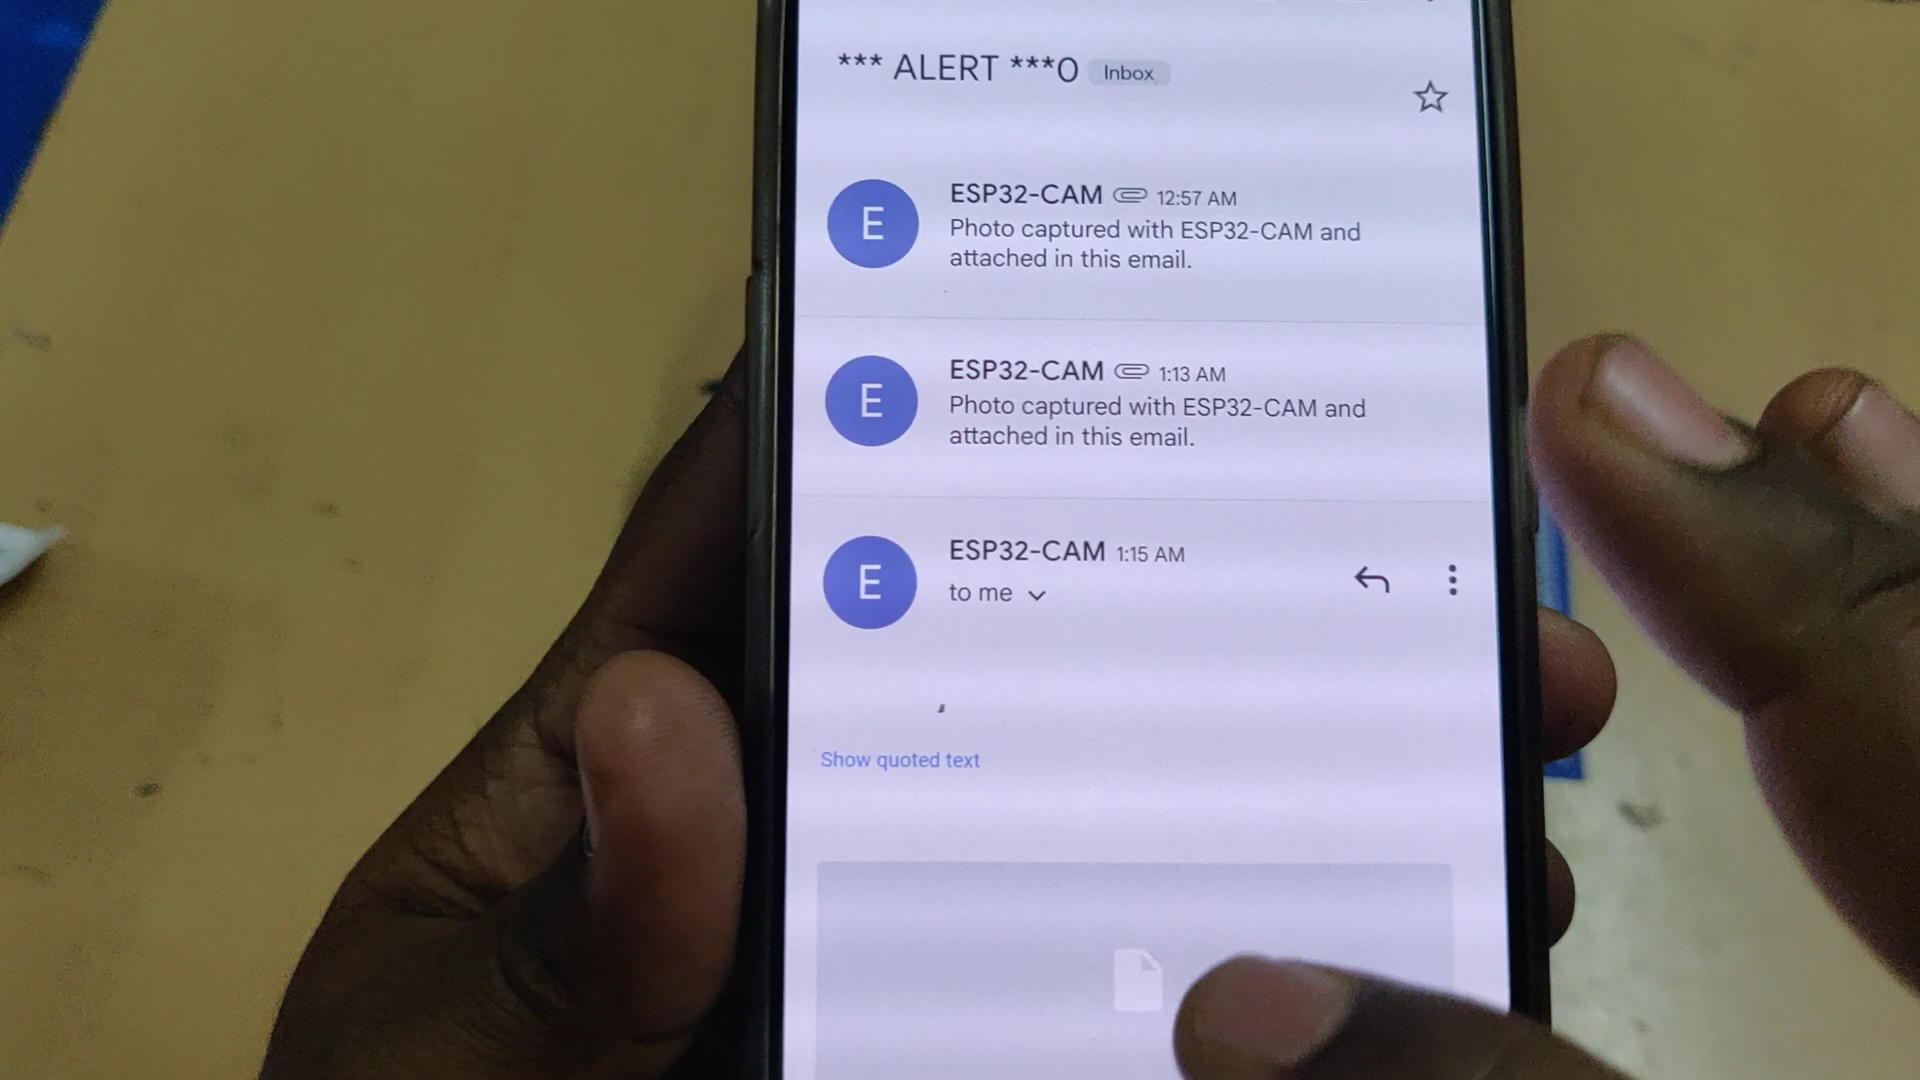 *** ALERT ***0 Inbox
E
ESP32-CAM 12:57 AM
Photo captured with ESP32-CAM and
attached in this email.
E
ESP32-CAM 1:13 AM
Photo captured with ESP32-CAM and
attached in this email.
E
ESP32-CAM 1:15 AM
to me
Show quoted text